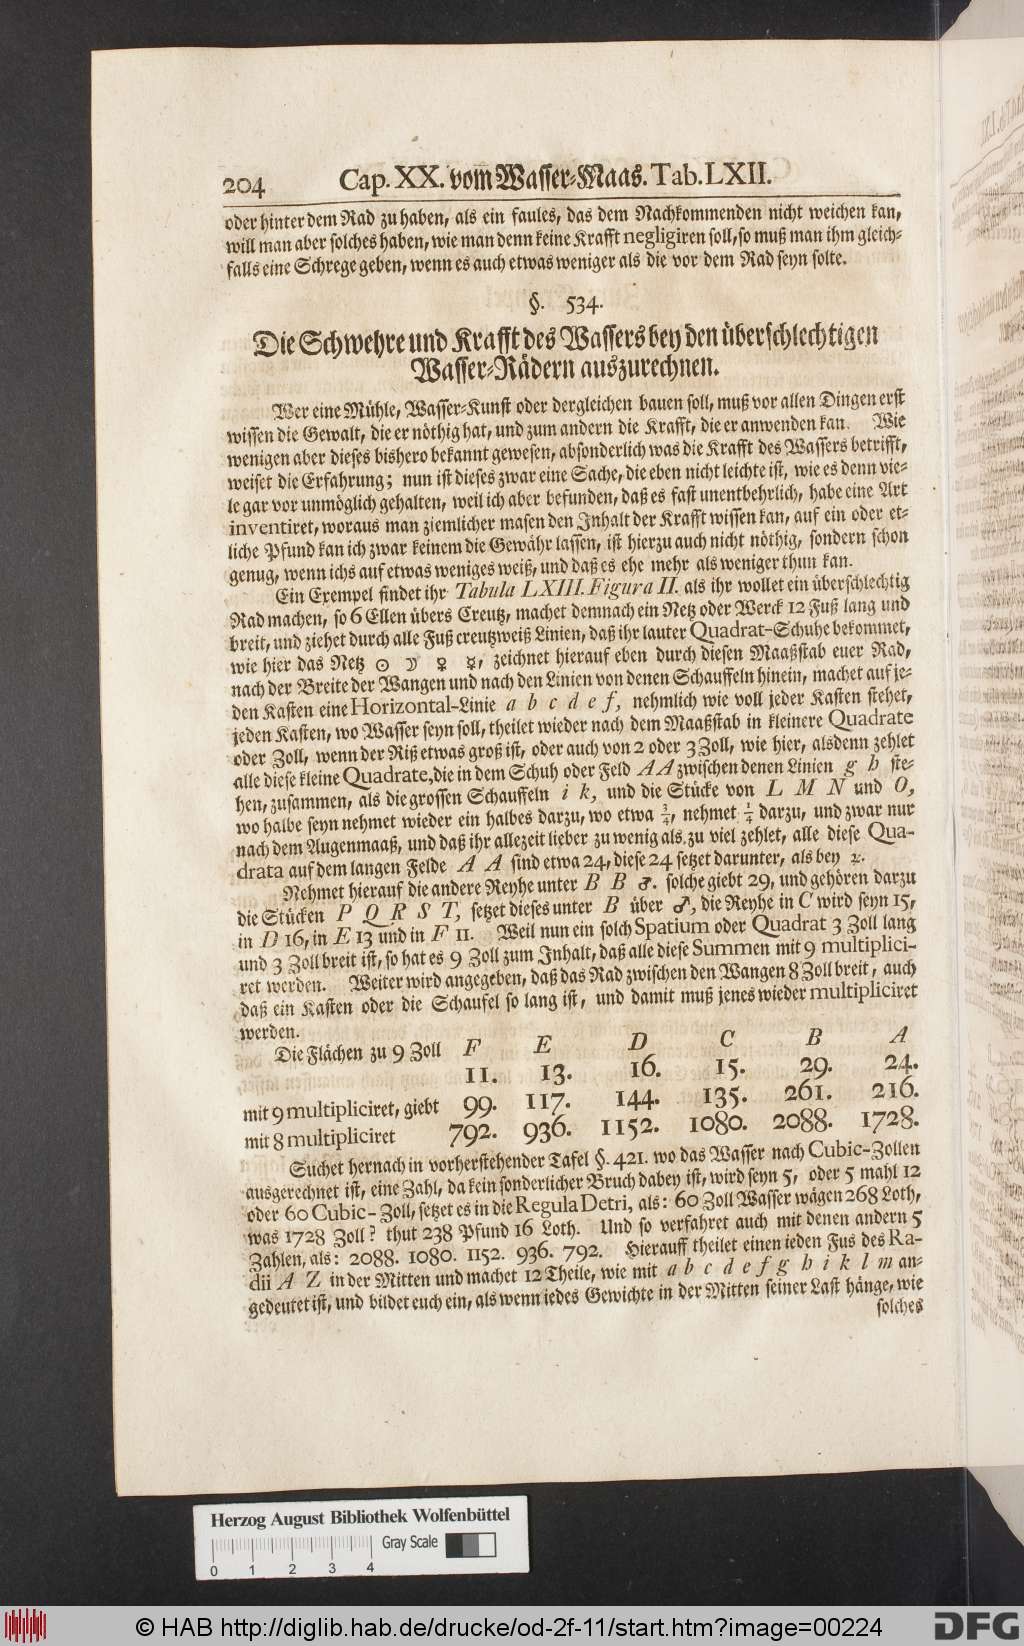 204 Cap. XX. vom̃ Wasser-Maas. Tab. LXII.
oder hinter dem Rad zu haben, als ein faules, das dem Nachkommenden nicht weichen kan,
will man aber solches haben, wie man denn keine Krafft negligiren soll, so muß man ihm gleich-
falls eine Schrege geben, wenn es auch etwas weniger als die vor dem Rad seyn solte.
§. 534.
Die Schwehre und Krafft des Wassers bey den überschlechtigen
Wasser-Rädern auszurechnen.
Wer eine Mühle, Wasser-Kunst oder dergleichen bauen soll, muß vor allen Dingen erst
wissen die Gewalt, die er nöthig hat, und zum andern die Krafft, die er anwenden kan. Wie
wenigen aber dieses bishero bekannt gewesen, absonderlich was die Krafft des Wassers betrifft,
weiset die Erfahrung; nun ist dieses zwar eine Sache, die eben nicht leichte ist, wie es denn vie-
le gar vor unmöglich gehalten, weil ich aber befunden, daß es fast unentbehrlich, habe eine Art
inventiret, woraus man ziemlicher masen den Inhalt der Krafft wissen kan, auf ein oder et-
liche Pfund kan ich zwar keinem die Gewähr lassen, ist hierzu auch nicht nöthig, sondern schon
genug, wenn ichs auf etwas weniges weiß, und daß es ehe mehr als weniger thun kan.
Ein Exempel findet ihr Tabula LXIII. Figura II. als ihr wollet ein überschlechtig
Rad machen, so 6 Ellen übers Creutz, machet demnach ein Netz oder Werck 12 Fuß lang und
breit, und ziehet durch alle Fuß creutzweiß Linien, daß ihr lauter Quadrat-Schuhe bekommet,
wie hier das Netz ☉ ☽ ♀ ☿, zeichnet hierauf eben durch diesen Maaßstab euer Rad,
nach der Breite der Wangen und nach den Linien von denen Schauffeln hinein, machet auf je-
den Kasten eine Horizontal-Linie a b c d e f, nehmlich wie voll jeder Kasten stehet,
jeden Kasten, wo Wasser seyn soll, theilet wieder nach dem Maaßstab in kleinere Quadrate
oder Zoll, wenn der Riß etwas groß ist, oder auch von 2 oder 3 Zoll, wie hier, alsdenn zehlet
alle diese kleine Quadrate, die in dem Schuh oder Feld A A zwischen denen Linien g h ste-
hen, zusammen, als die grossen Schauffeln i k, und die Stücke von L M N und O,
wo halbe seyn nehmet wieder ein halbes darzu, wo etwa 3/4, nehmet 1/4 darzu, und zwar nur
nach dem Augenmaaß, und daß ihr allezeit lieber zu wenig als zu viel zehlet, alle diese Qua-
drata auf dem langen Felde A A sind etwa 24, diese 24 setzet darunter, als bey ♃.
Nehmet hierauf die andere Reyhe unter B B ♂. solche giebt 29, und gehören darzu
die Stücken P Q R S T, setzet dieses unter B über ♂, die Reyhe in C wird seyn 15,
in D 16, in E 13 und in F 11. Weil nun ein solch Spatium oder Quadrat 3 Zoll lang
und 3 Zoll breit ist, so hat es 9 Zoll zum Inhalt, daß alle diese Summen mit 9 multiplici-
ret werden. Weiter wird angegeben, daß das Rad zwischen den Wangen 8 Zoll breit, auch
daß ein Kasten oder die Schaufel so lang ist, und damit muß jenes wieder multipliciret
werden.
Die Flächen zu 9 Zoll F E D C B A
11. 13. 16. 15. 29. 24.
mit 9 multipliciret, giebt 99. 117. 144. 135. 261. 216.
mit 8 multipliciret 792. 936. 1152. 1080. 2088. 1728.
Suchet hernach in vorherstehender Tafel §. 421. wo das Wasser nach Cubic-Zollen
ausgerechnet ist, eine Zahl, da kein sonderlicher Bruch dabey ist, wird seyn 5, oder 5 mahl 12
oder 60 Cubic-Zoll, setzet es in die Regula Detri, als: 60 Zoll Wasser wägen 268 Loth,
was 1728 Zoll? thut 238 Pfund 16 Loth. Und so verfahret auch mit denen andern 5
Zahlen, als: 2088. 1080. 1152. 936. 792. Hierauff theilet einen ieden Fus des Ra-
dii A Z in der Mitten und machet 12 Theile, wie mit a b c d e f g h i k l m an-
gedeutet ist, und bildet euch ein, als wenn iedes Gewichte in der Mitten seiner Last hänge, wie
solches
Herzog August Bibliothek Wolfenbüttel
Gray Scale
0 1 2 3 4
© HAB http://diglib.hab.de/drucke/od-2f-11/start.htm?image=00224
DFG